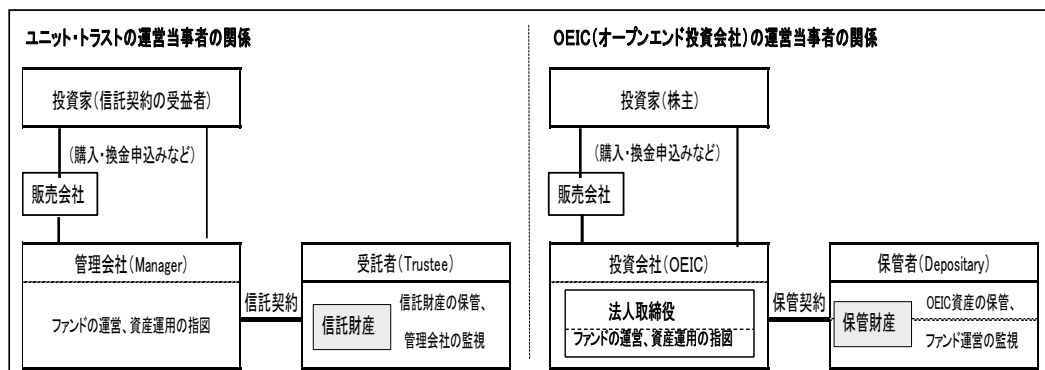 ユニット・トラストの運営当事者の関係
投資家(信託契約の受益者)
(購入・換金申込みなど)
販売会社
管理会社(Manager)
ファンドの運営、資産運用の指図
信託契約
受託者(Trustee)
信託財産
信託財産の保管、
管理会社の監視
OEIC(オープンエンド投資会社)の運営当事者の関係
投資家(株主)
(購入・換金申込みなど)
販売会社
投資会社(OEIC)
法人取締役
ファンドの運営、資産運用の指図
保管契約
保管者(Depositary)
保管財産
OEIC資産の保管、
ファンド運営の監視